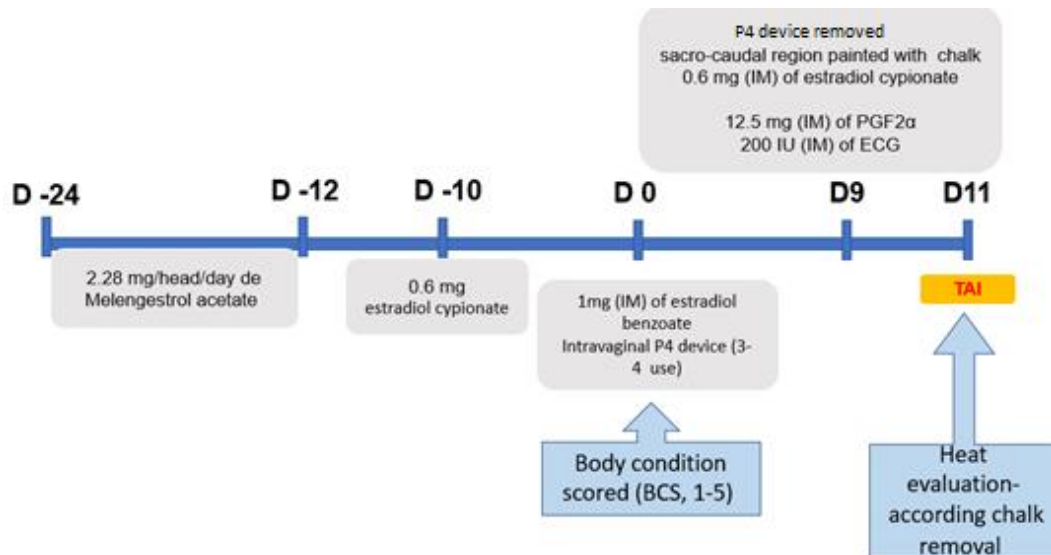 P4 device removed
sacro-caudal region painted with chalk
0.6 mg (IM) of estradiol cypionate
12.5 mg (IM) of PGF2α
200 IU (IM) of ECG
D -24
D -12
D -10
D 0
D9
D11
2.28 mg/head/day de
Melengestrol acetate
0.6 mg
estradiol cypionate
1mg (IM) of estradiol
benzoate
Intravaginal P4 device (3-
4 use)
TAI
Body condition
scored (BCS, 1-5)
Heat
evaluation-
according chalk
removal